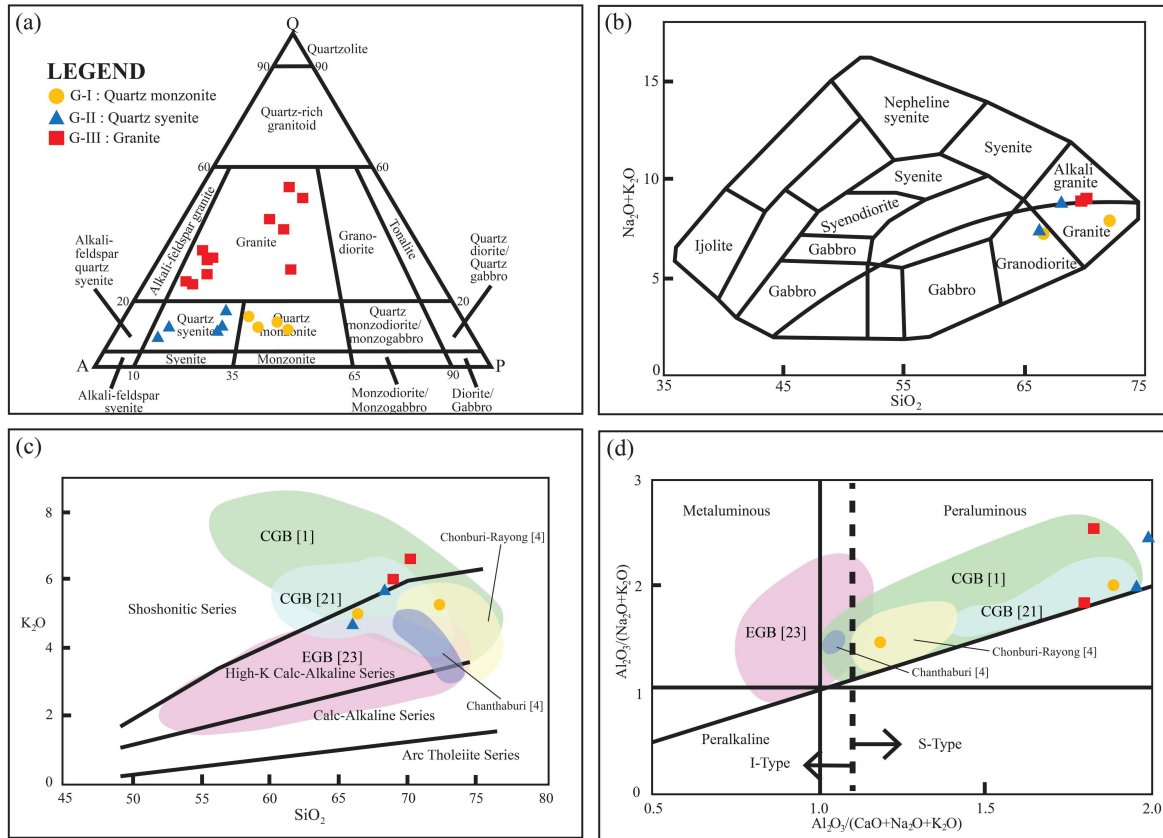 (a)
Q
Quartzolite
90
90
LEGEND
G-I : Quartz monzonite
G-II : Quartz syenite
G-III : Granite
Quartz-rich
granitoid
60
60
Alkali-feldspar granite
Granite
Grano-
diorite
Tonalite
Alkali-
feldspar
quartz
syenite
Quartz
diorite/
Quartz
gabbro
20
20
Quartz
syenite
Quartz
monzonite
Quartz
monzodiorite/
monzogabbro
A
Syenite
Monzonite
P
10
35
65
90
Alkali-feldspar
syenite
Monzodiorite/
Monzogabbro
Diorite/
Gabbro
(b)
15
10
5
0
Na2O+K2O
Nepheline
syenite
Syenite
Alkali
granite
Syenite
Syenodiorite
Granite
Ijolite
Gabbro
Granodiorite
Gabbro
Gabbro
35
45
55
65
75
SiO2
(c)
8
6
4
2
0
K2O
CGB [1]
Chonburi-Rayong [4]
CGB [21]
Shoshonitic Series
EGB [23]
High-K Calc-Alkaline Series
Chanthaburi [4]
Calc-Alkaline Series
Arc Tholeiite Series
45
50
55
60
65
70
75
80
SiO2
(d)
3
2
1
0
Al2O3/(Na2O+K2O)
Metaluminous
Peraluminous
CGB [1]
CGB [21]
EGB [23]
Chonburi-Rayong [4]
Chanthaburi [4]
Peralkaline
S-Type
I-Type
0.5
1.0
1.5
2.0
Al2O3/(CaO+Na2O+K2O)